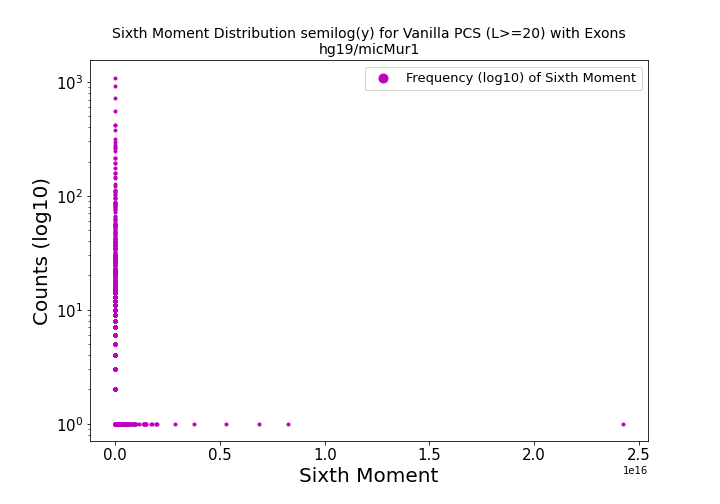 Sixth Moment Distribution semilog(y) for Vanilla PCS (L>=20) with Exons
hg19/micMur1
Frequency (log10) of Sixth Moment
Counts (log10)
10³
10²
10¹
10⁰
0.0 0.5 1.0 1.5 2.0 2.5
1e16
Sixth Moment